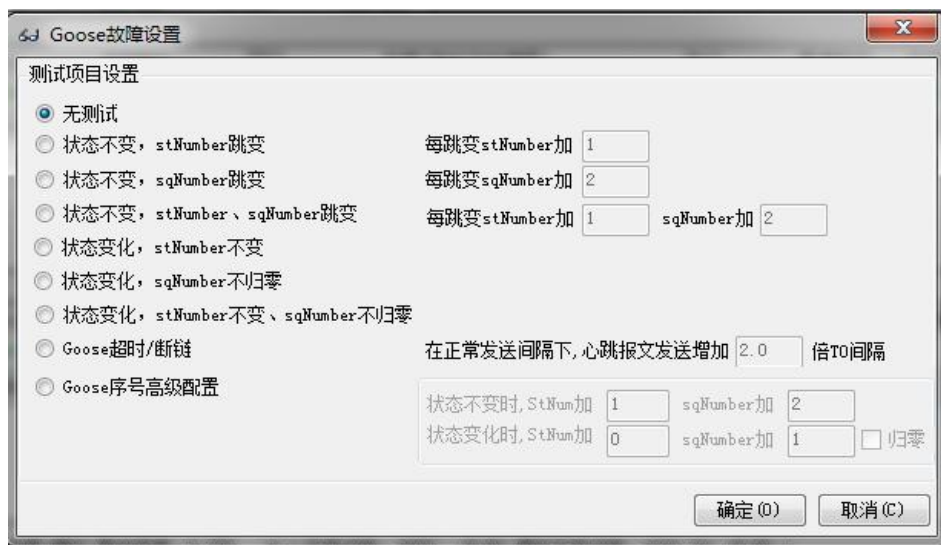 Goose故障设置
测试项目设置
无测试
状态不变，stNumber跳变 每跳变stNumber加 1
状态不变，sqNumber跳变 每跳变sqNumber加 2
状态不变，stNumber、sqNumber跳变 每跳变stNumber加 1 sqNumber加 2
状态变化，stNumber不变
状态变化，sqNumber不归零
状态变化，stNumber不变、sqNumber不归零
Goose超时/断链 在正常发送间隔下,心跳报文发送增加 2.0 倍T0间隔
Goose序号高级配置
状态不变时,StNum加 1 sqNumber加 2
状态变化时,StNum加 0 sqNumber加 1 归零
确定(O) 取消(C)